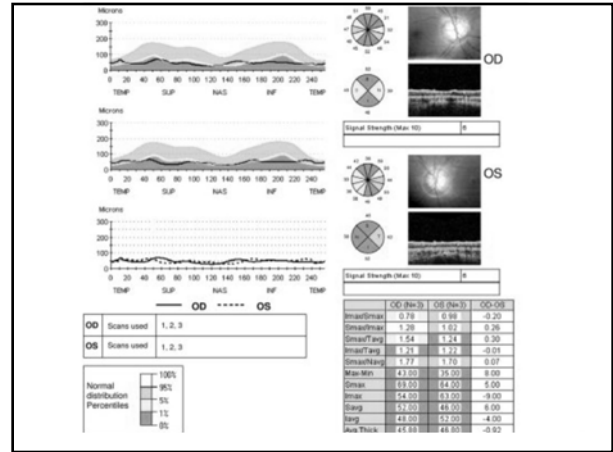 Microns
300
200
100
0
0 20 40 60 80 100 120 140 160 180 200 220 240
TEMP SUP NAS INF TEMP
OD
Signal Strength (Max 10) 6
Microns
300
200
100
0
0 20 40 60 80 100 120 140 160 180 200 220 240
TEMP SUP NAS INF TEMP
OS
Signal Strength (Max 10) 6
Microns
300
200
100
0
0 20 40 60 80 100 120 140 160 180 200 220 240
TEMP SUP NAS INF TEMP
OD OS
OD Scans used 1, 2, 3
OS Scans used 1, 2, 3
Normal distribution Percentiles
100%
95%
5%
1%
0%
OD (N=3) OS (N=3) OD-OS
Imax/Smax 0.78 0.98 -0.20
Smax/Imax 1.28 1.02 0.26
Smax/Tavg 1.54 1.24 0.30
Imax/Tavg 1.21 1.22 -0.01
Smax/Navg 1.77 1.70 0.07
Max-Min 43.00 35.00 8.00
Smax 69.00 64.00 5.00
Imax 54.00 63.00 -9.00
Savg 52.00 46.00 6.00
Iavg 48.00 52.00 -4.00
Avg.Thick 45.88 46.80 -0.92